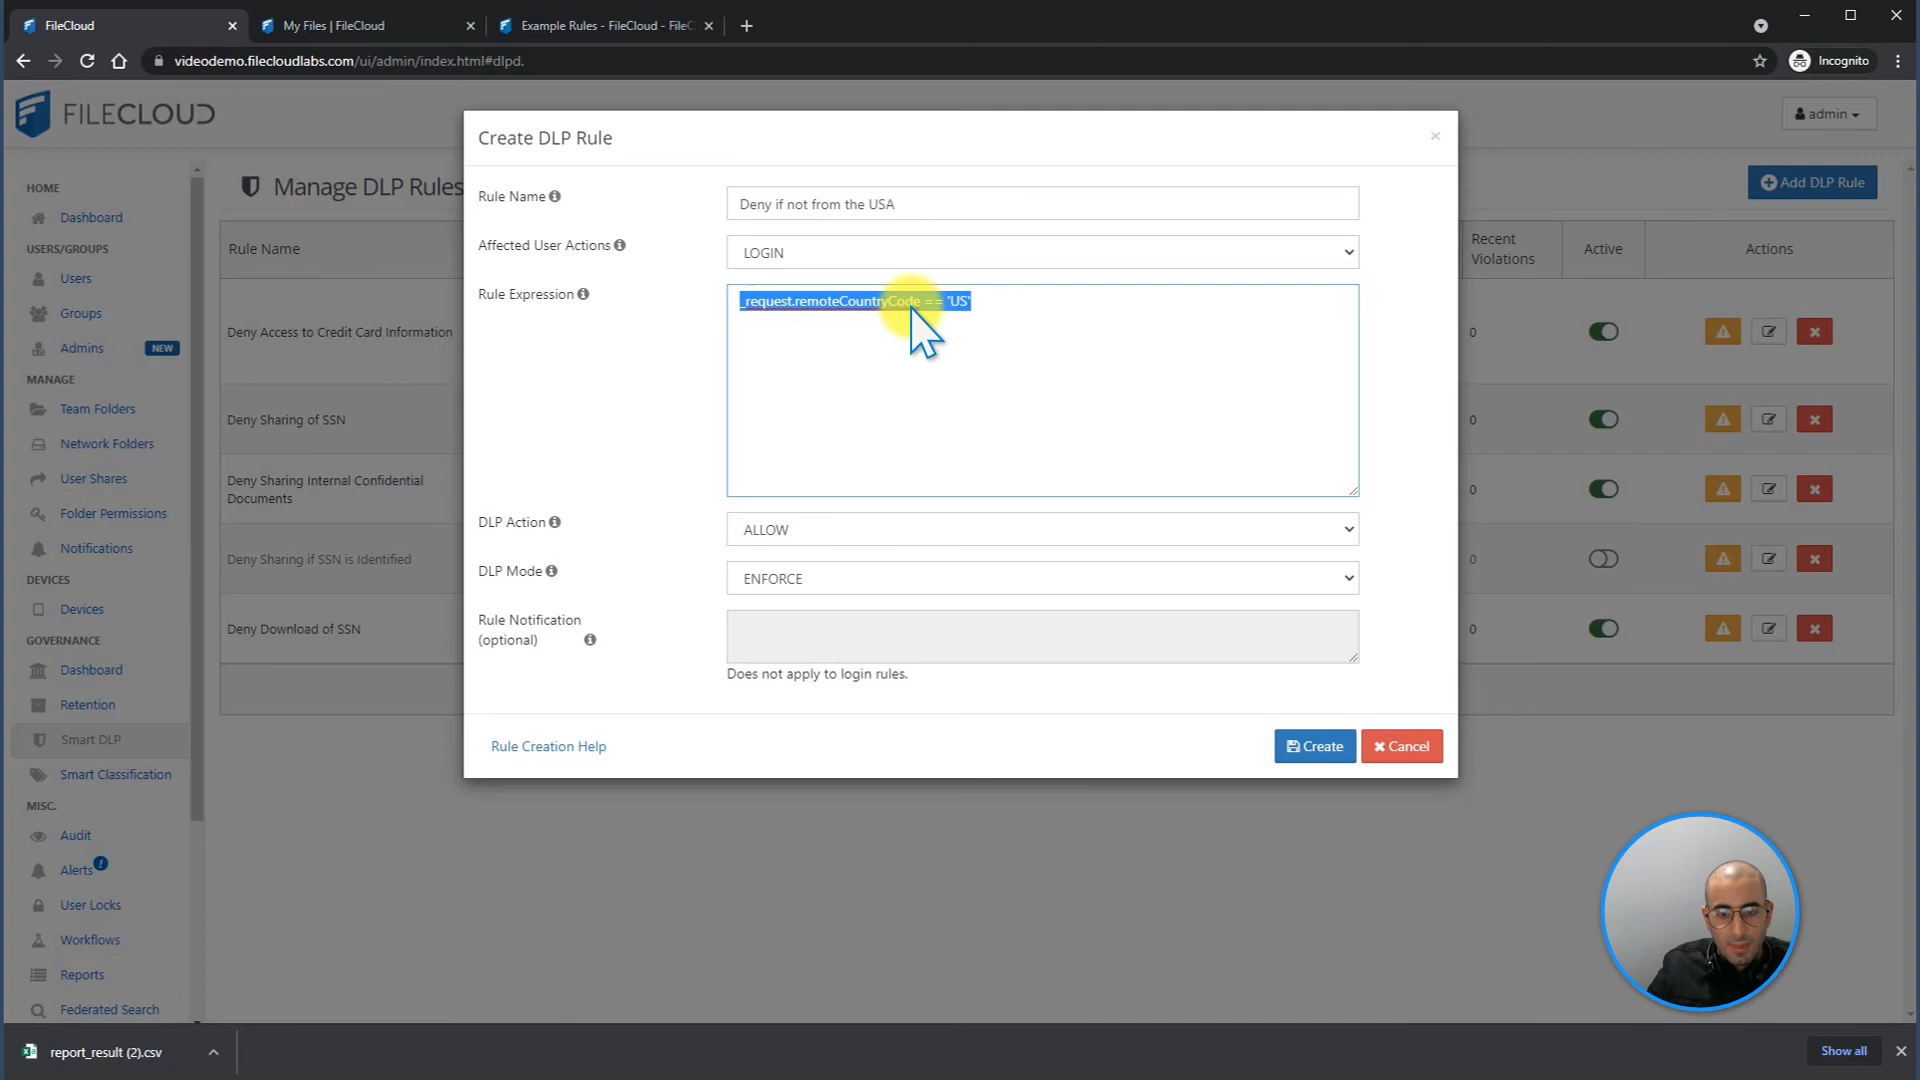 FileCloud
My Files | FileCloud
Example Rules - FileCloud - FileC
videodemo.filecloudlabs.com/ui/admin/index.html#dlpd.
Incognito
FILECLOUD
admin
HOME
Dashboard
USERS/GROUPS
Users
Groups
Admins
NEW
MANAGE
Team Folders
Network Folders
User Shares
Folder Permissions
Notifications
DEVICES
Devices
GOVERNANCE
Dashboard
Retention
Smart DLP
Smart Classification
MISC.
Audit
Alerts
User Locks
Workflows
Reports
Federated Search
Manage DLP Rules
Add DLP Rule
Rule Name
Recent
Violations
Active
Actions
Deny Access to Credit Card Information
0
Deny Sharing of SSN
0
Deny Sharing Internal Confidential
Documents
0
Deny Sharing if SSN is Identified
0
Deny Download of SSN
0
Create DLP Rule
×
Rule Name
Deny if not from the USA
Affected User Actions
LOGIN
Rule Expression
_request.remoteCountryCode == 'US'
DLP Action
ALLOW
DLP Mode
ENFORCE
Rule Notification
(optional)
Does not apply to login rules.
Rule Creation Help
Create
Cancel
report_result (2).csv
Show all